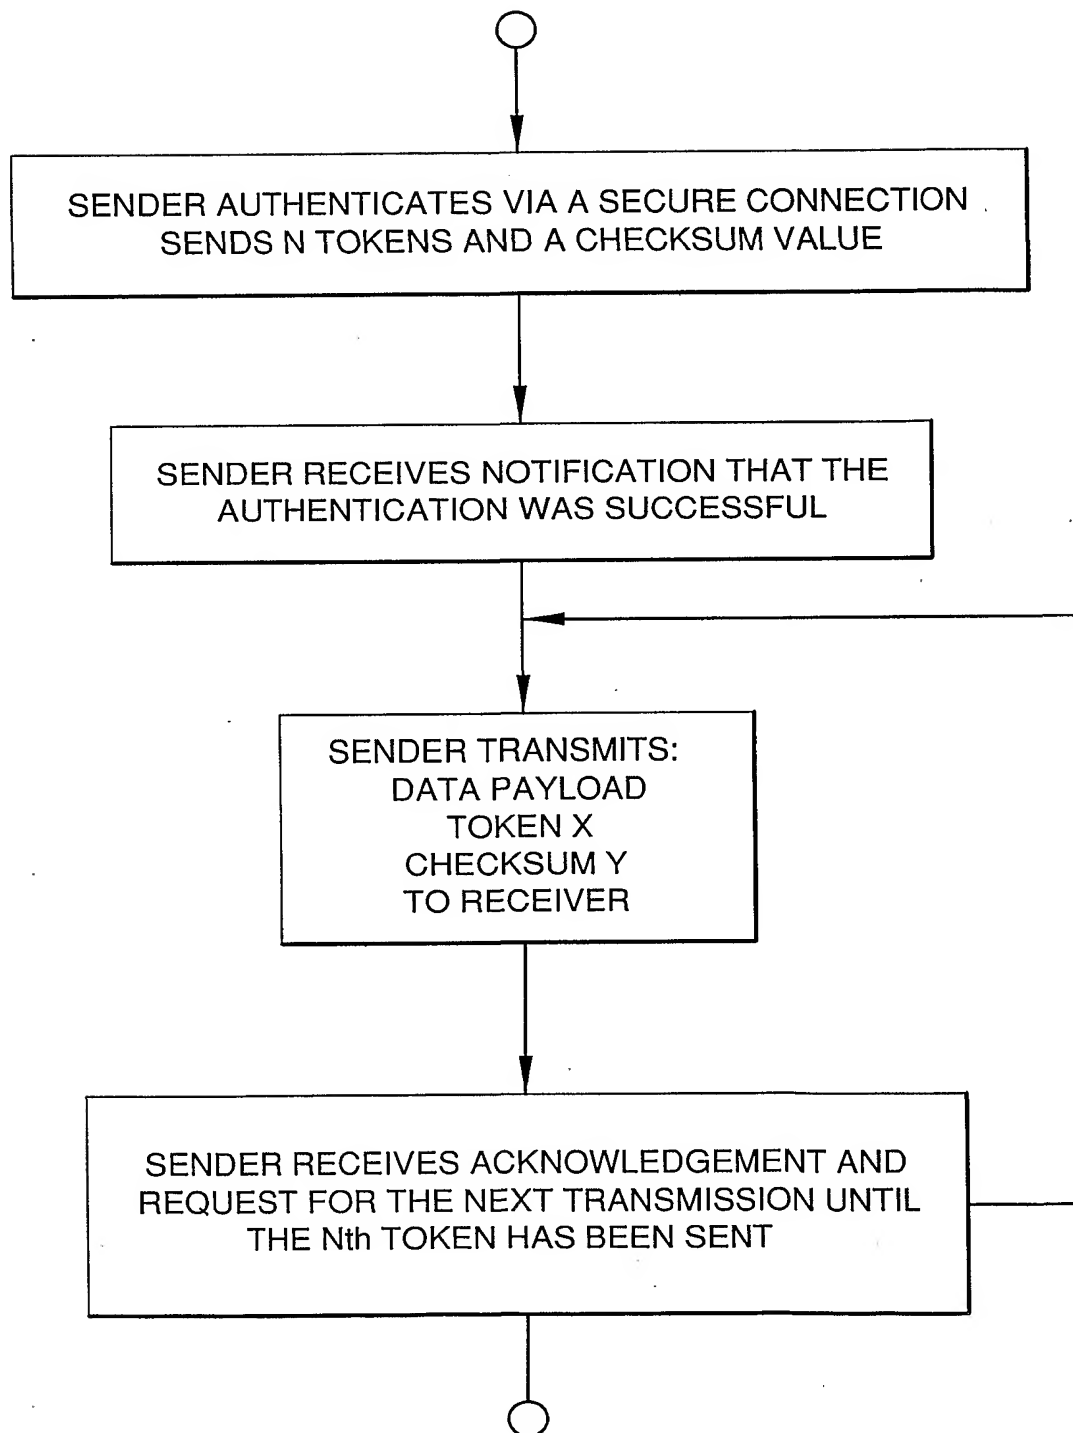 SENDER AUTHENTICATES VIA A SECURE CONNECTION
SENDS N TOKENS AND A CHECKSUM VALUE
SENDER RECEIVES NOTIFICATION THAT THE
AUTHENTICATION WAS SUCCESSFUL
SENDER TRANSMITS:
DATA PAYLOAD
TOKEN X
CHECKSUM Y
TO RECEIVER
SENDER RECEIVES ACKNOWLEDGEMENT AND
REQUEST FOR THE NEXT TRANSMISSION UNTIL
THE Nth TOKEN HAS BEEN SENT